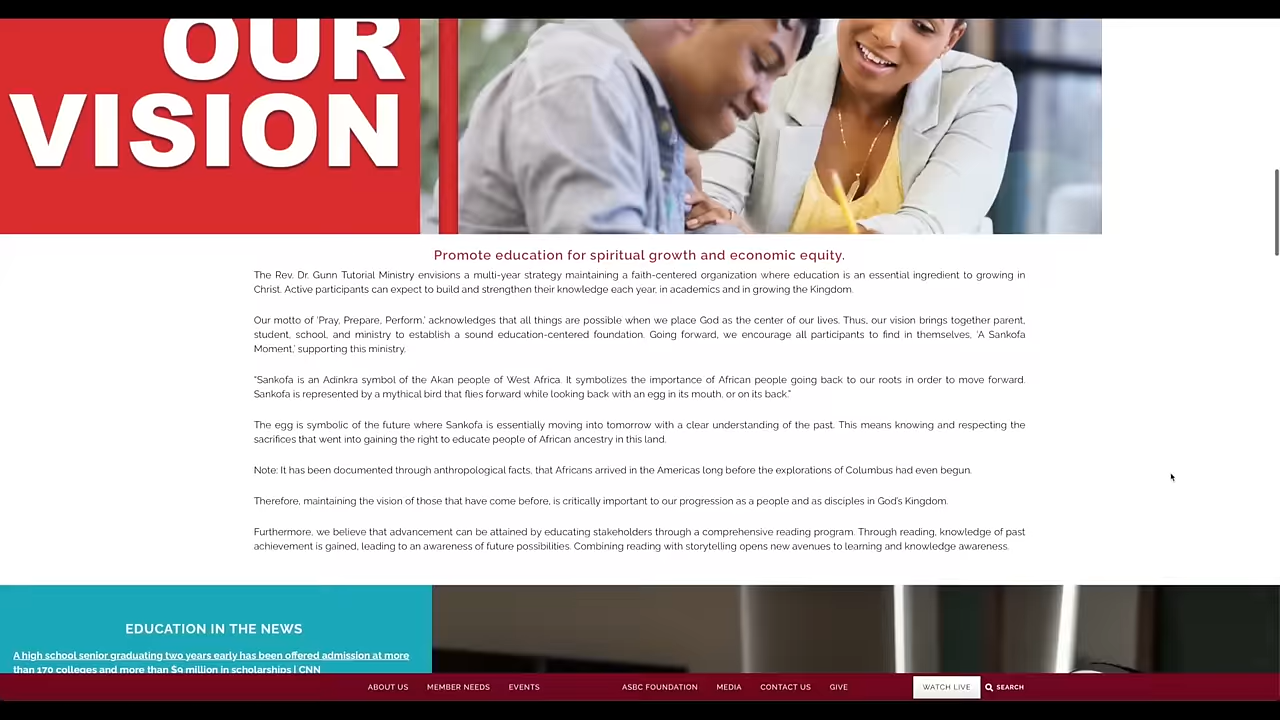 OUR
VISION
Promote education for spiritual growth and economic equity.
The Rev. Dr. Gunn Tutorial Ministry envisions a multi-year strategy maintaining a faith-centered organization where education is an essential ingredient to growing in
Christ. Active participants can expect to build and strengthen their knowledge each year, in academics and in growing the Kingdom.
Our motto of 'Pray, Prepare, Perform,' acknowledges that all things are possible when we place God as the center of our lives. Thus, our vision brings together parent,
student, school, and ministry to establish a sound education-centered foundation. Going forward, we encourage all participants to find in themselves, 'A Sankofa
Moment,' supporting this ministry.
"Sankofa is an Adinkra symbol of the Akan people of West Africa. It symbolizes the importance of African people going back to our roots in order to move forward.
Sankofa is represented by a mythical bird that flies forward while looking back with an egg in its mouth, or on its back."
The egg is symbolic of the future where Sankofa is essentially moving into tomorrow with a clear understanding of the past. This means knowing and respecting the
sacrifices that went into gaining the right to educate people of African ancestry in this land.
Note: It has been documented through anthropological facts, that Africans arrived in the Americas long before the explorations of Columbus had even begun.
Therefore, maintaining the vision of those that have come before, is critically important to our progression as a people and as disciples in God's Kingdom.
Furthermore, we believe that advancement can be attained by educating stakeholders through a comprehensive reading program. Through reading, knowledge of past
achievement is gained, leading to an awareness of future possibilities. Combining reading with storytelling opens new avenues to learning and knowledge awareness.
EDUCATION IN THE NEWS
A high school senior graduating two years early has been offered admission at more
than 170 colleges and more than $9 million in scholarships | CNN
ABOUT US MEMBER NEEDS EVENTS ASBC FOUNDATION MEDIA CONTACT US GIVE WATCH LIVE SEARCH